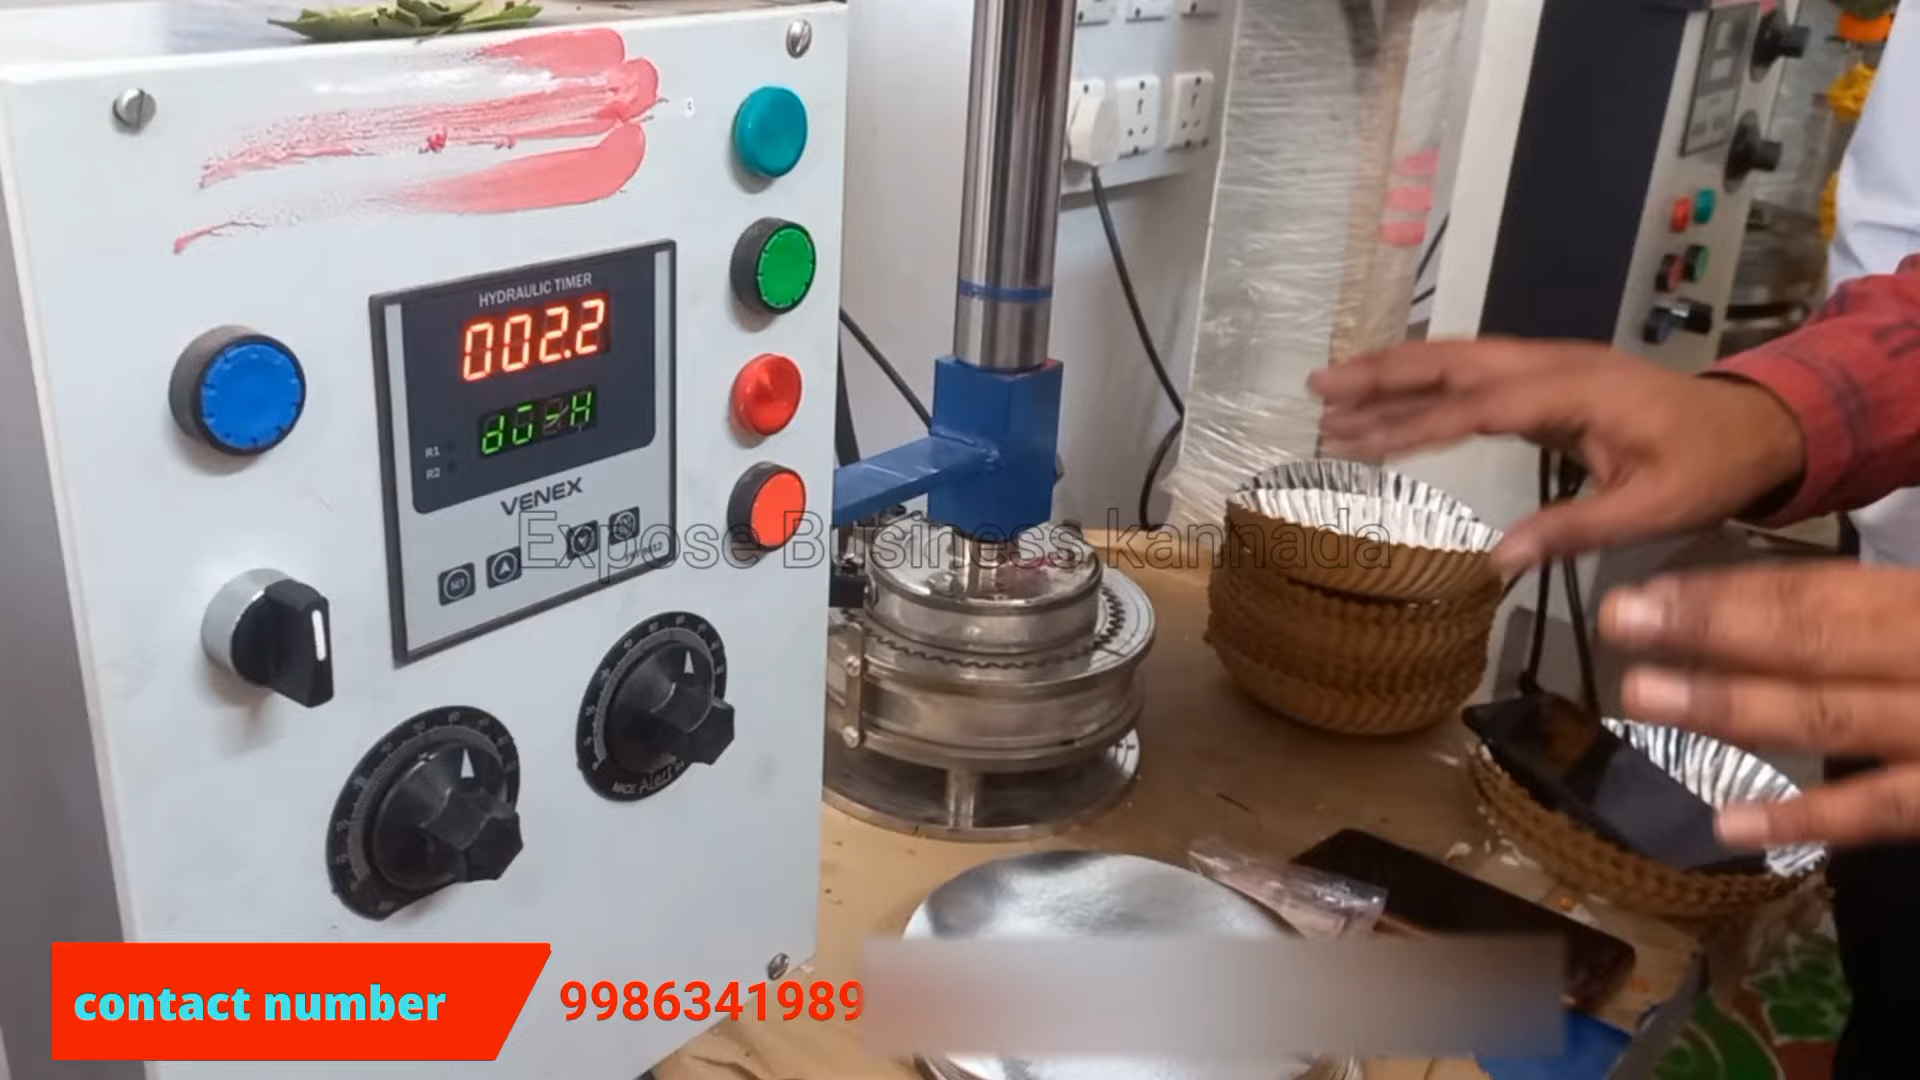 HYDRAULIC TIMER
002.2
R1
R2
VENEX
SET
Expose Business kannada
contact number
9986341989